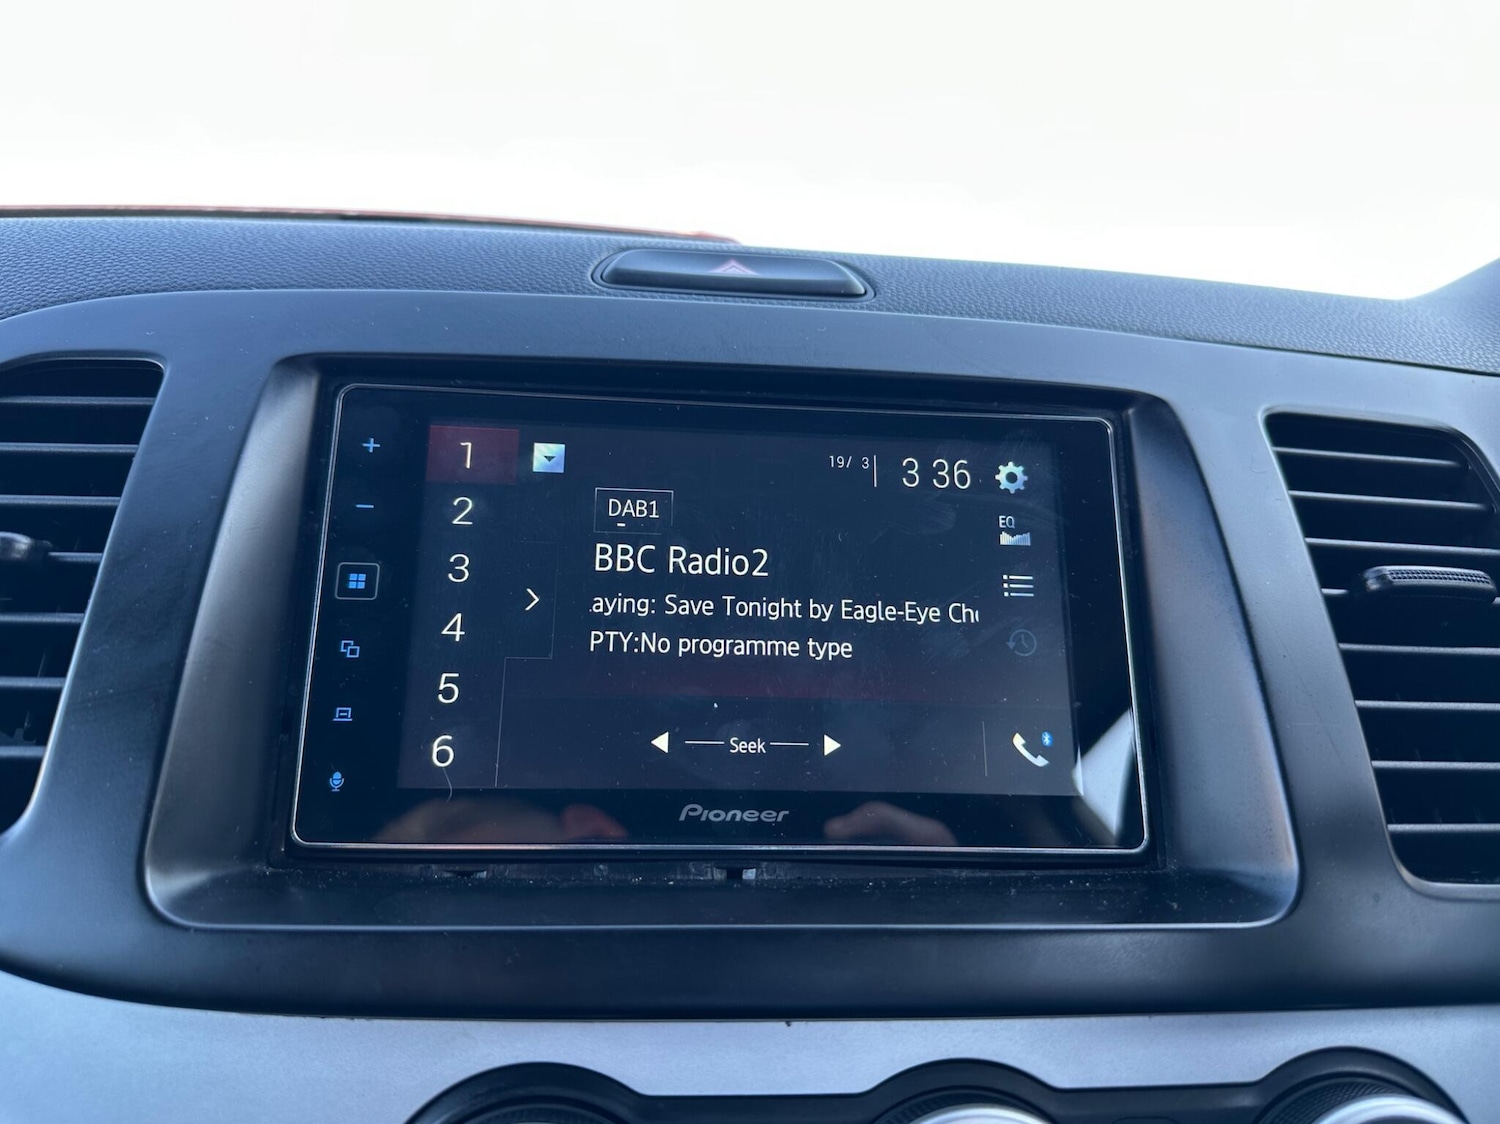 1
2
3
4
5
6
19/ 3
3 36
EQ
DAB1
BBC Radio2
aying: Save Tonight by Eagle-Eye Ch
PTY:No programme type
Seek
Pioneer